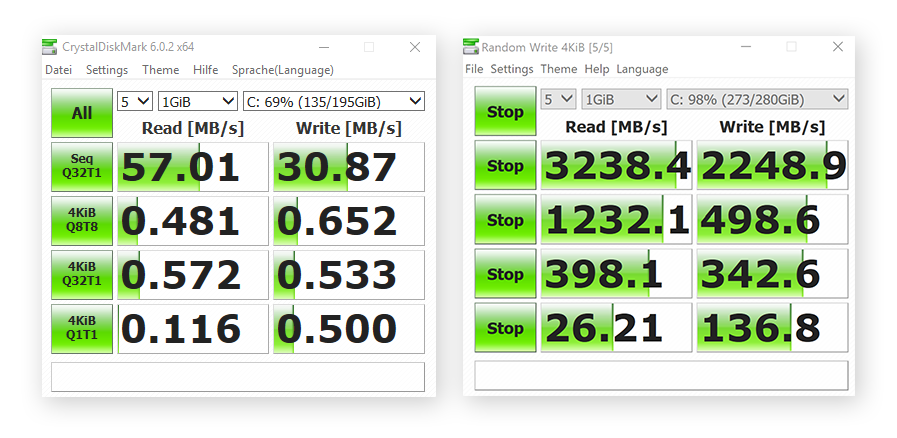 CrystalDiskMark 6.0.2 x64
Datei Settings Theme Hilfe Sprache(Language)
All 5 1GiB C: 69% (135/195GiB)
Read [MB/s] Write [MB/s]
Seq
Q32T1
57.01 30.87
4KiB
Q8T8
0.481 0.652
4KiB
Q32T1
0.572 0.533
4KiB
Q1T1
0.116 0.500
Random Write 4KiB [5/5]
File Settings Theme Help Language
Stop 5 1GiB C: 98% (273/280GiB)
Read [MB/s] Write [MB/s]
Stop 3238.4 2248.9
Stop 1232.1 498.6
Stop 398.1 342.6
Stop 26.21 136.8